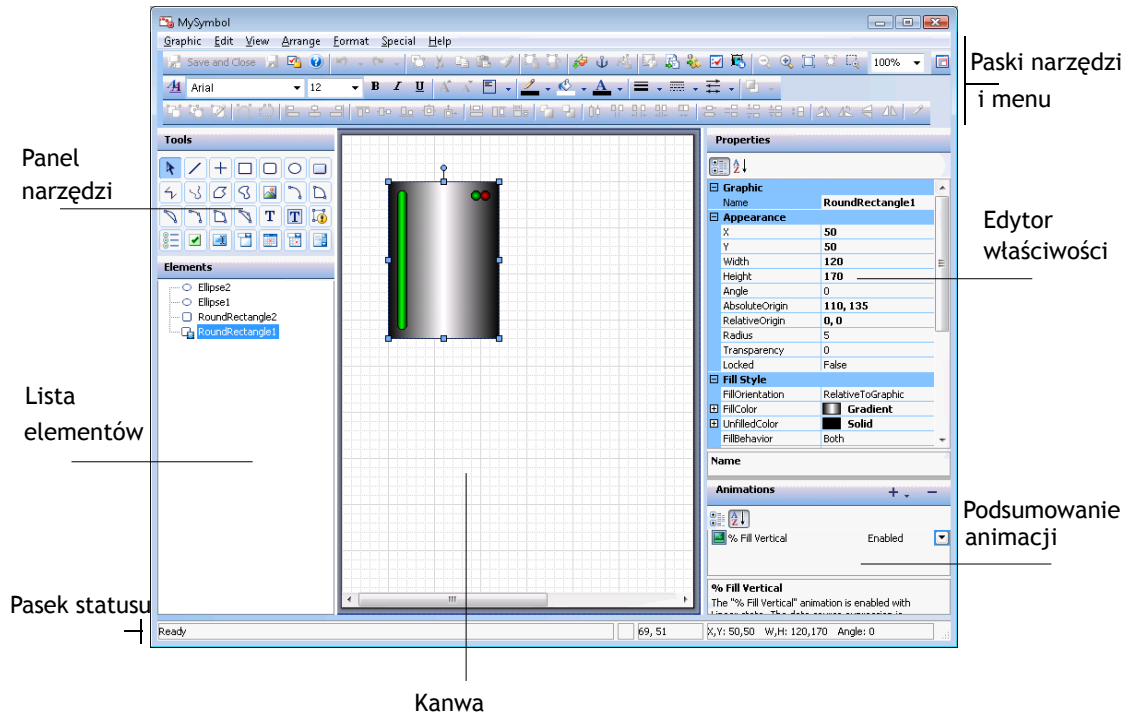 MySymbol
Graphic Edit View Arrange Format Special Help
Save and Close
100%
Arial
12
B I U
Paski narzędzi
i menu
Tools
T T
Panel
narzędzi
Elements
Ellipse2
Ellipse1
RoundRectangle2
RoundRectangle1
Lista
elementów
Properties
Graphic
Name RoundRectangle1
Appearance
X 50
Y 50
Width 120
Height 170
Angle 0
AbsoluteOrigin 110, 135
RelativeOrigin 0, 0
Radius 5
Transparency 0
Locked False
Fill Style
FillOrientation RelativeToGraphic
FillColor Gradient
UnfilledColor Solid
FillBehavior Both
Name
Edytor
właściwości
Animations
% Fill Vertical Enabled
Podsumowanie
animacji
% Fill Vertical
The "% Fill Vertical" animation is enabled with
Pasek statusu
Ready
69, 51
X,Y: 50,50 W,H: 120,170 Angle: 0
Kanwa